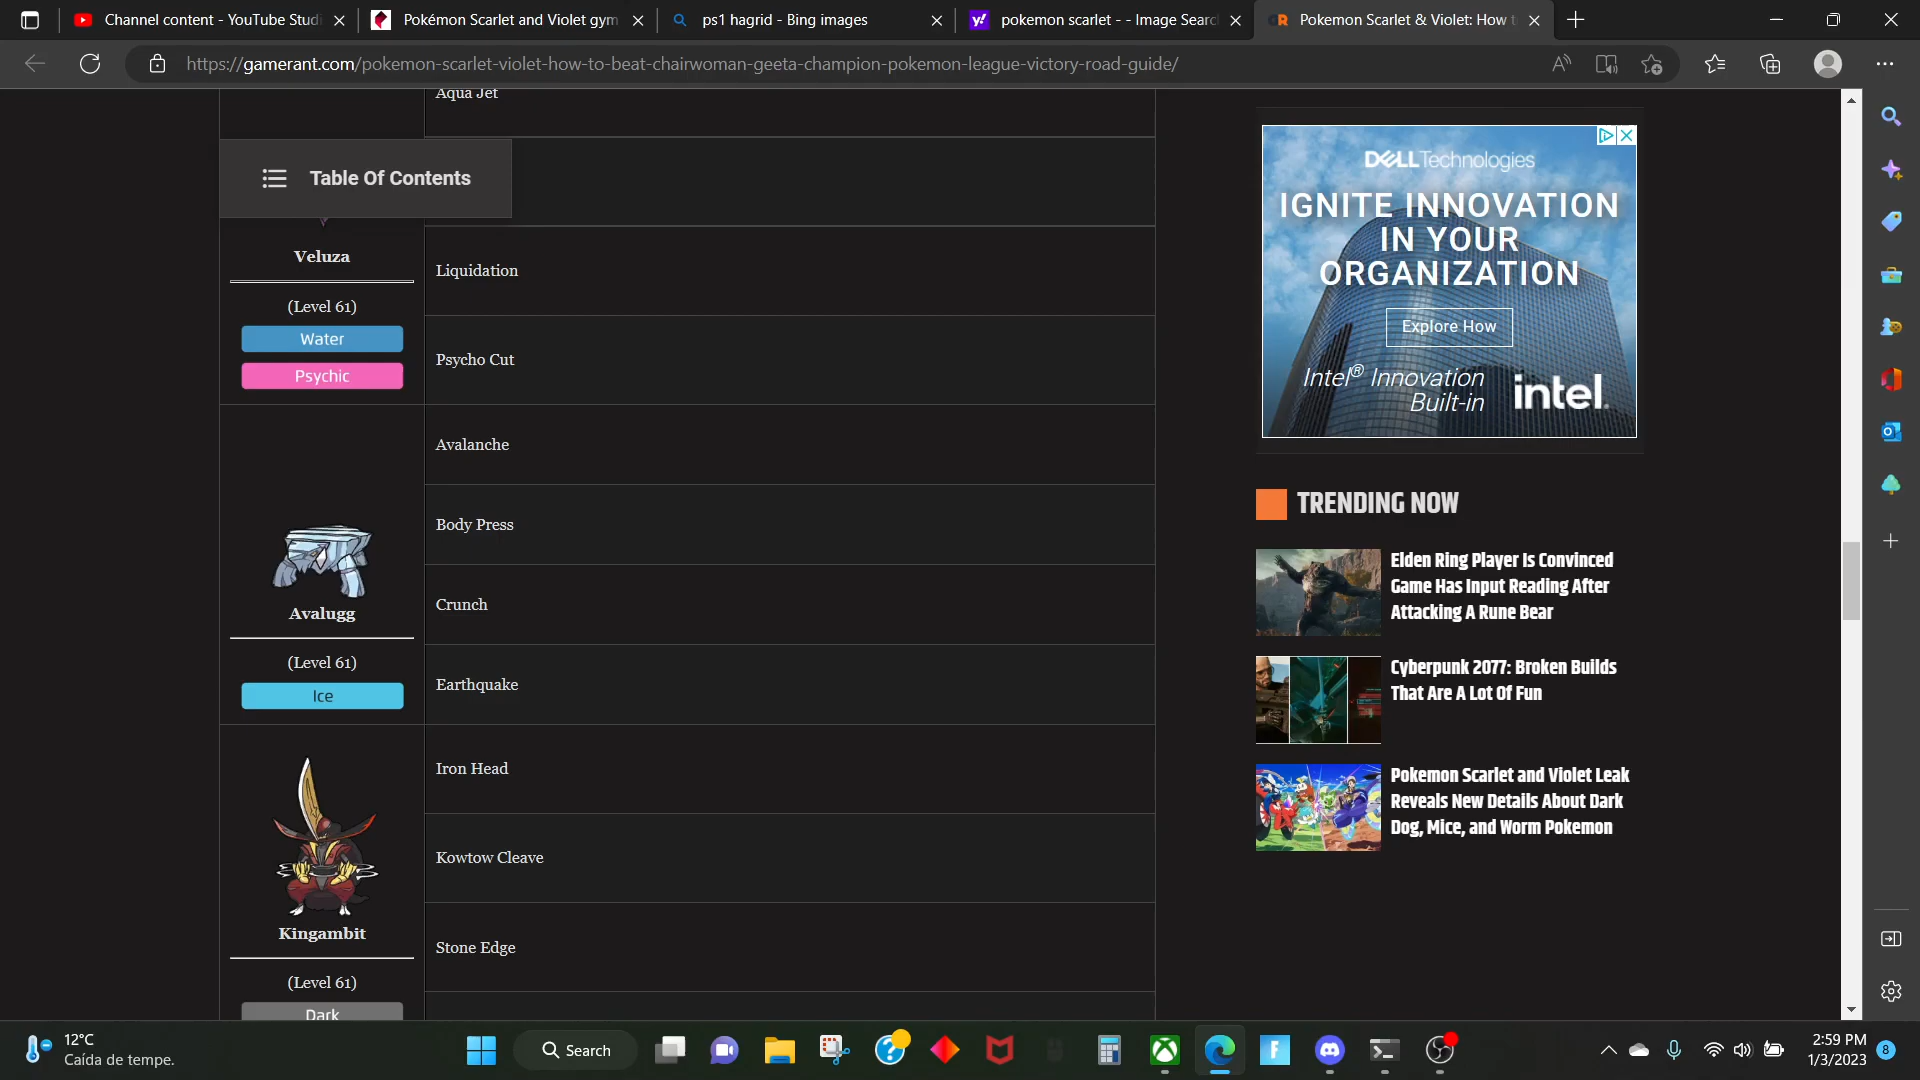 Channel content - YouTube Studi
Pokémon Scarlet and Violet gym
ps1 hagrid - Bing images
pokemon scarlet - - Image Searc
Pokemon Scarlet & Violet: How t
https://gamerant.com/pokemon-scarlet-violet-how-to-beat-chairwoman-geeta-champion-pokemon-league-victory-road-guide/
Aqua Jet
Table Of Contents
Veluza
(Level 61)
Water
Psychic
Liquidation
Psycho Cut
Avalanche
Body Press
Crunch
Earthquake
Avalugg
(Level 61)
Ice
Iron Head
Kowtow Cleave
Stone Edge
Kingambit
(Level 61)
Dark
DELLTechnologies
IGNITE INNOVATION
IN YOUR
ORGANIZATION
Explore How
Intel® Innovation
Built-in
intel.
TRENDING NOW
Elden Ring Player Is Convinced
Game Has Input Reading After
Attacking A Rune Bear
Cyberpunk 2077: Broken Builds
That Are A Lot Of Fun
Pokemon Scarlet and Violet Leak
Reveals New Details About Dark
Dog, Mice, and Worm Pokemon
12°C
Caída de tempe.
Search
2:59 PM
1/3/2023
8